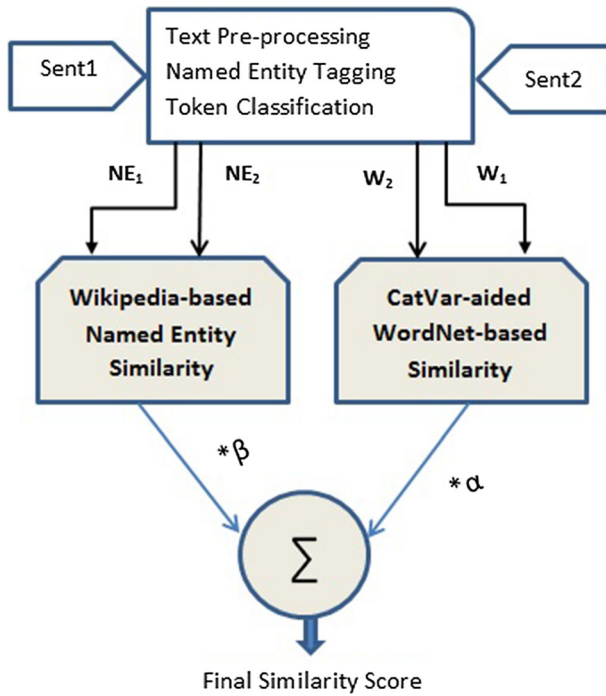 Text Pre-processing
Named Entity Tagging
Token Classification
Sent1
Sent2
NE₁
NE₂
W₂
W₁
Wikipedia-based
Named Entity
Similarity
CatVar-aided
WordNet-based
Similarity
*β
*α
∑
Final Similarity Score